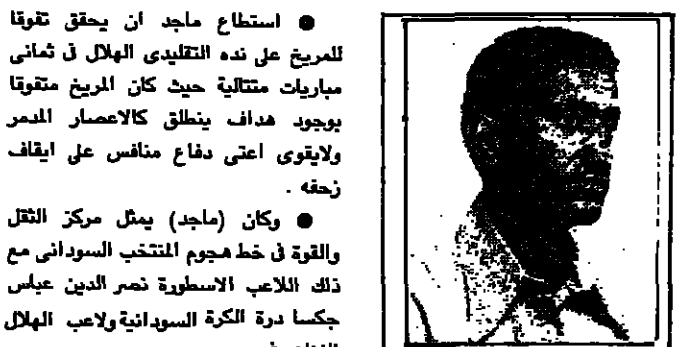 ● استطاع ماجد ان يحقق تفوقا
للمريخ على نده التقليدى الهلال فى ثمانى
مباريات متتالية حيث كان المريخ متفوقا
بوجود هداف ينطلق كالاعصار المدمر
ولايقوى اعتى دفاع منافس على ايقاف
زحفه .
● وكان (ماجد) يمثل مركز الثقل
والقوة فى خط هجوم المنتخب السودانى مع
ذلك اللاعب الاسطورة نصر الدين عباس
جكسا درة الكرة السودانية ولاعب الهلال